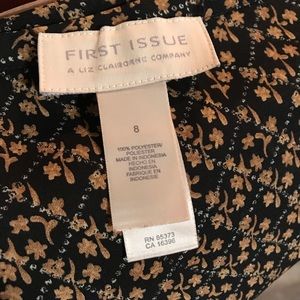 FIRST ISSUE
A LIZ CLAIBORNE COMPANY
8
100% POLYESTER/
POLIESTER
MADE IN INDONESIA
HECHO EN
INDONESIA
FABRIQUE EN
INDONESIE
RN 85373
CA 16396